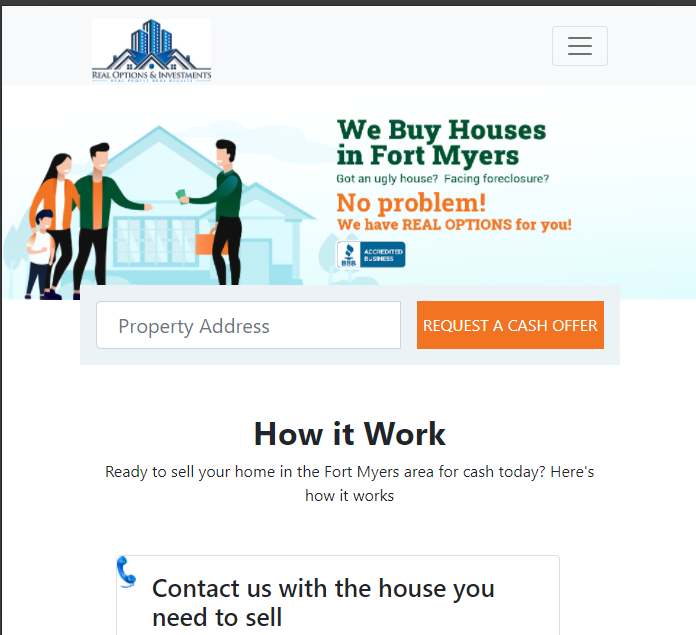 REAL OPTIONS & INVESTMENTS
REAL PROFIT REAL RESULTS
We Buy Houses
in Fort Myers
Got an ugly house? Facing foreclosure?
No problem!
We have REAL OPTIONS for you!
BBB
ACCREDITED
BUSINESS
Property Address
REQUEST A CASH OFFER
How it Work
Ready to sell your home in the Fort Myers area for cash today? Here's
how it works
Contact us with the house you
need to sell